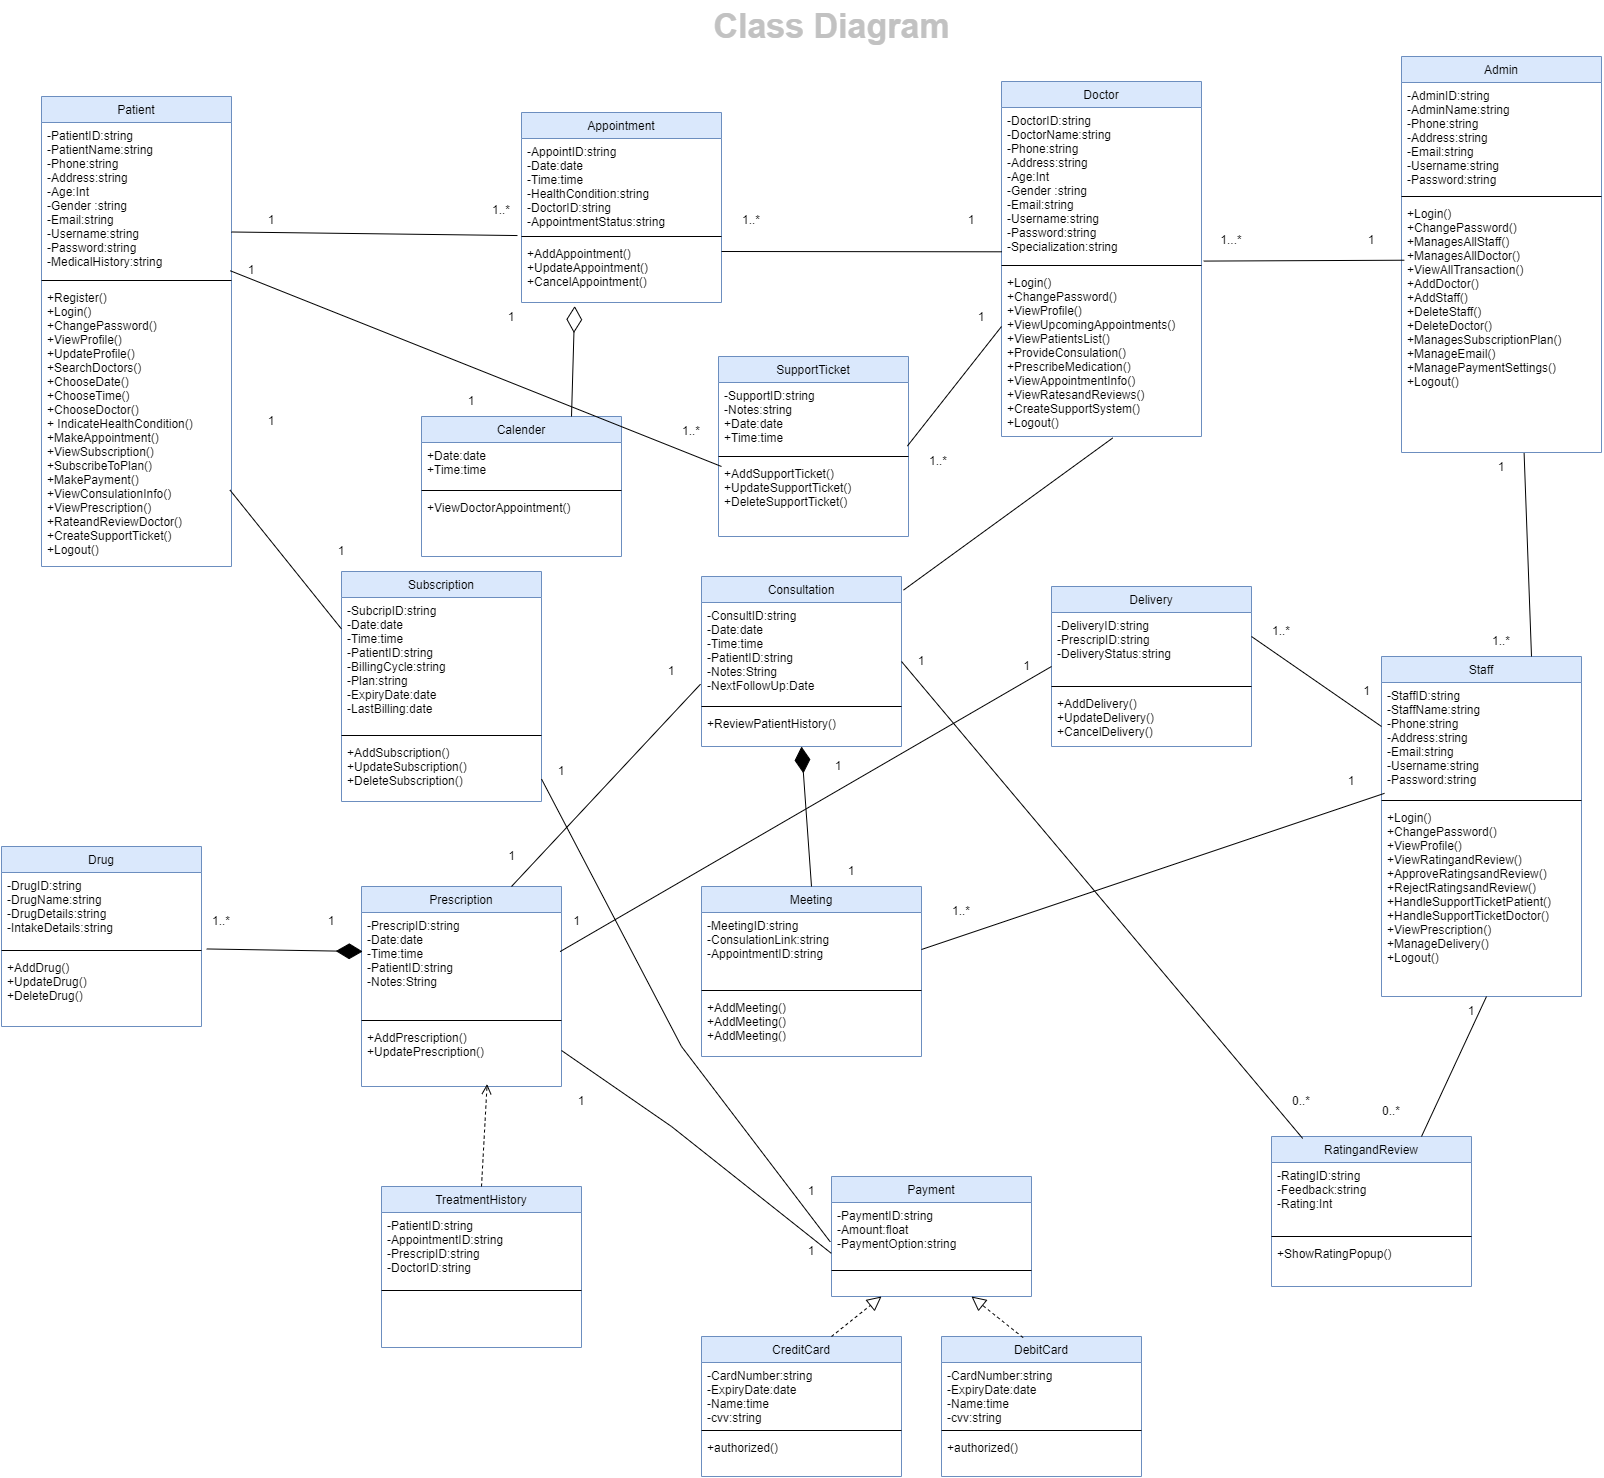 Class Diagram
Patient
-PatientID:string
-PatientName:string
-Phone:string
-Address:string
-Age:Int
-Gender :string
-Email:string
-Username:string
-Password:string
-MedicalHistory:string
+Register()
+Login()
+ChangePassword()
+ViewProfile()
+UpdateProfile()
+SearchDoctors()
+ChooseDate()
+ChooseTime()
+ChooseDoctor()
+ IndicateHealthCondition()
+MakeAppointment()
+ViewSubscription()
+SubscribeToPlan()
+MakePayment()
+ViewConsulationInfo()
+ViewPrescription()
+RateandReviewDoctor()
+CreateSupportTicket()
+Logout()
1
1..*
1
1
Appointment
-AppointID:string
-Date:date
-Time:time
-HealthCondition:string
-DoctorID:string
-AppointmentStatus:string
+AddAppointment()
+UpdateAppointment()
+CancelAppointment()
1..*
1
1
1
Calender
+Date:date
+Time:time
+ViewDoctorAppointment()
1..*
SupportTicket
-SupportID:string
-Notes:string
+Date:date
+Time:time
+AddSupportTicket()
+UpdateSupportTicket()
+DeleteSupportTicket()
1
1..*
Doctor
-DoctorID:string
-DoctorName:string
-Phone:string
-Address:string
-Age:Int
-Gender :string
-Email:string
-Username:string
-Password:string
-Specialization:string
+Login()
+ChangePassword()
+ViewProfile()
+ViewUpcomingAppointments()
+ViewPatientsList()
+ProvideConsulation()
+PrescribeMedication()
+ViewAppointmentInfo()
+ViewRatesandReviews()
+CreateSupportSystem()
+Logout()
1...*
1
Admin
-AdminID:string
-AdminName:string
-Phone:string
-Address:string
-Email:string
-Username:string
-Password:string
+Login()
+ChangePassword()
+ManagesAllStaff()
+ManagesAllDoctor()
+ViewAllTransaction()
+AddDoctor()
+AddStaff()
+DeleteStaff()
+DeleteDoctor()
+ManagesSubscriptionPlan()
+ManageEmail()
+ManagePaymentSettings()
+Logout()
1
1..*
1
Subscription
-SubcripID:string
-Date:date
-Time:time
-PatientID:string
-BillingCycle:string
-Plan:string
-ExpiryDate:date
-LastBilling:date
+AddSubscription()
+UpdateSubscription()
+DeleteSubscription()
1
1
Consultation
-ConsultID:string
-Date:date
-Time:time
-PatientID:string
-Notes:String
-NextFollowUp:Date
+ReviewPatientHistory()
1
1
1
Delivery
-DeliveryID:string
-PrescripID:string
-DeliveryStatus:string
+AddDelivery()
+UpdateDelivery()
+CancelDelivery()
1..*
1
1
Staff
-StaffID:string
-StaffName:string
-Phone:string
-Address:string
-Email:string
-Username:string
-Password:string
+Login()
+ChangePassword()
+ViewProfile()
+ViewRatingandReview()
+ApproveRatingsandReview()
+RejectRatingsandReview()
+HandleSupportTicketPatient()
+HandleSupportTicketDoctor()
+ViewPrescription()
+ManageDelivery()
+Logout()
1
Drug
-DrugID:string
-DrugName:string
-DrugDetails:string
-IntakeDetails:string
+AddDrug()
+UpdateDrug()
+DeleteDrug()
1..*
1
1
Prescription
-PrescripID:string
-Date:date
-Time:time
-PatientID:string
-Notes:String
+AddPrescription()
+UpdatePrescription()
1
1
1
Meeting
-MeetingID:string
-ConsulationLink:string
-AppointmentID:string
+AddMeeting()
+AddMeeting()
+AddMeeting()
1..*
0..*
0..*
RatingandReview
-RatingID:string
-Feedback:string
-Rating:Int
+ShowRatingPopup()
TreatmentHistory
-PatientID:string
-AppointmentID:string
-PrescripID:string
-DoctorID:string
1
1
Payment
-PaymentID:string
-Amount:float
-PaymentOption:string
CreditCard
-CardNumber:string
-ExpiryDate:date
-Name:time
-cvv:string
+authorized()
DebitCard
-CardNumber:string
-ExpiryDate:date
-Name:time
-cvv:string
+authorized()